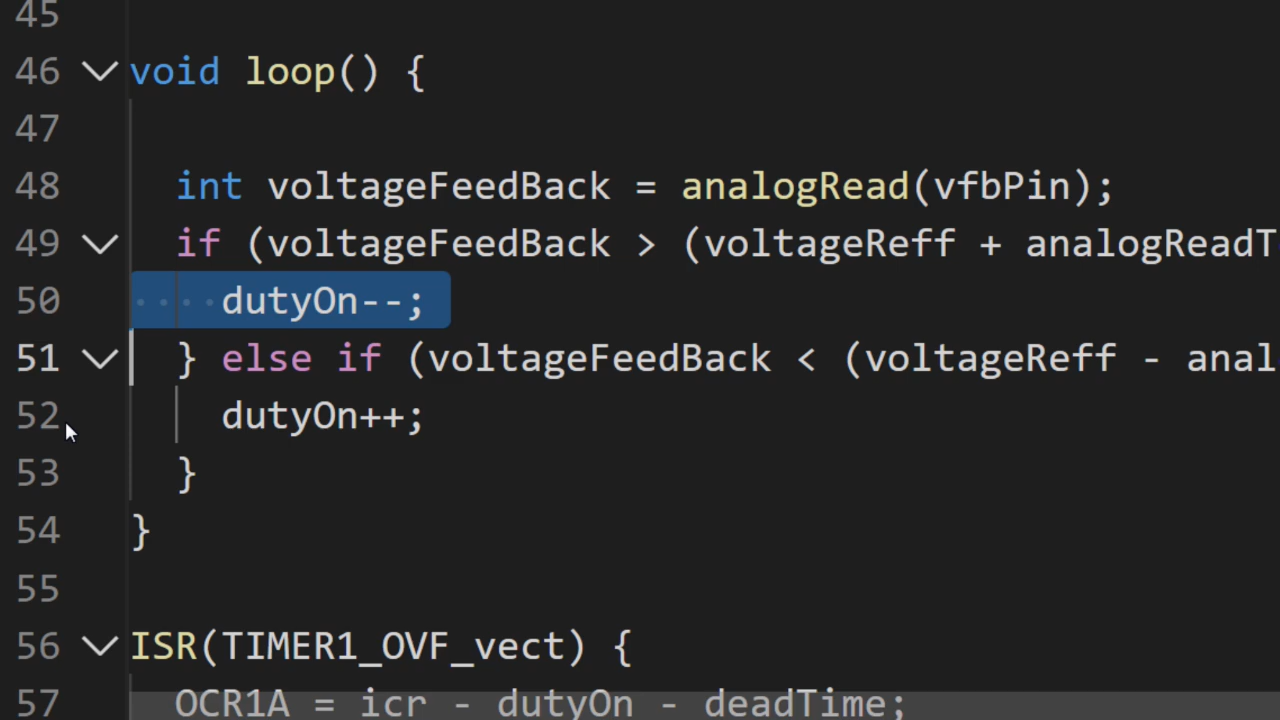 45
46 void loop() {
47
48 int voltageFeedBack = analogRead(vfbPin);
49 if (voltageFeedBack > (voltageReff + analogReadT
50 dutyOn--;
51 } else if (voltageFeedBack < (voltageReff - anal
52 dutyOn++;
53 }
54 }
55
56 ISR(TIMER1_OVF_vect) {
57 OCR1A = icr - dutyOn - deadTime;